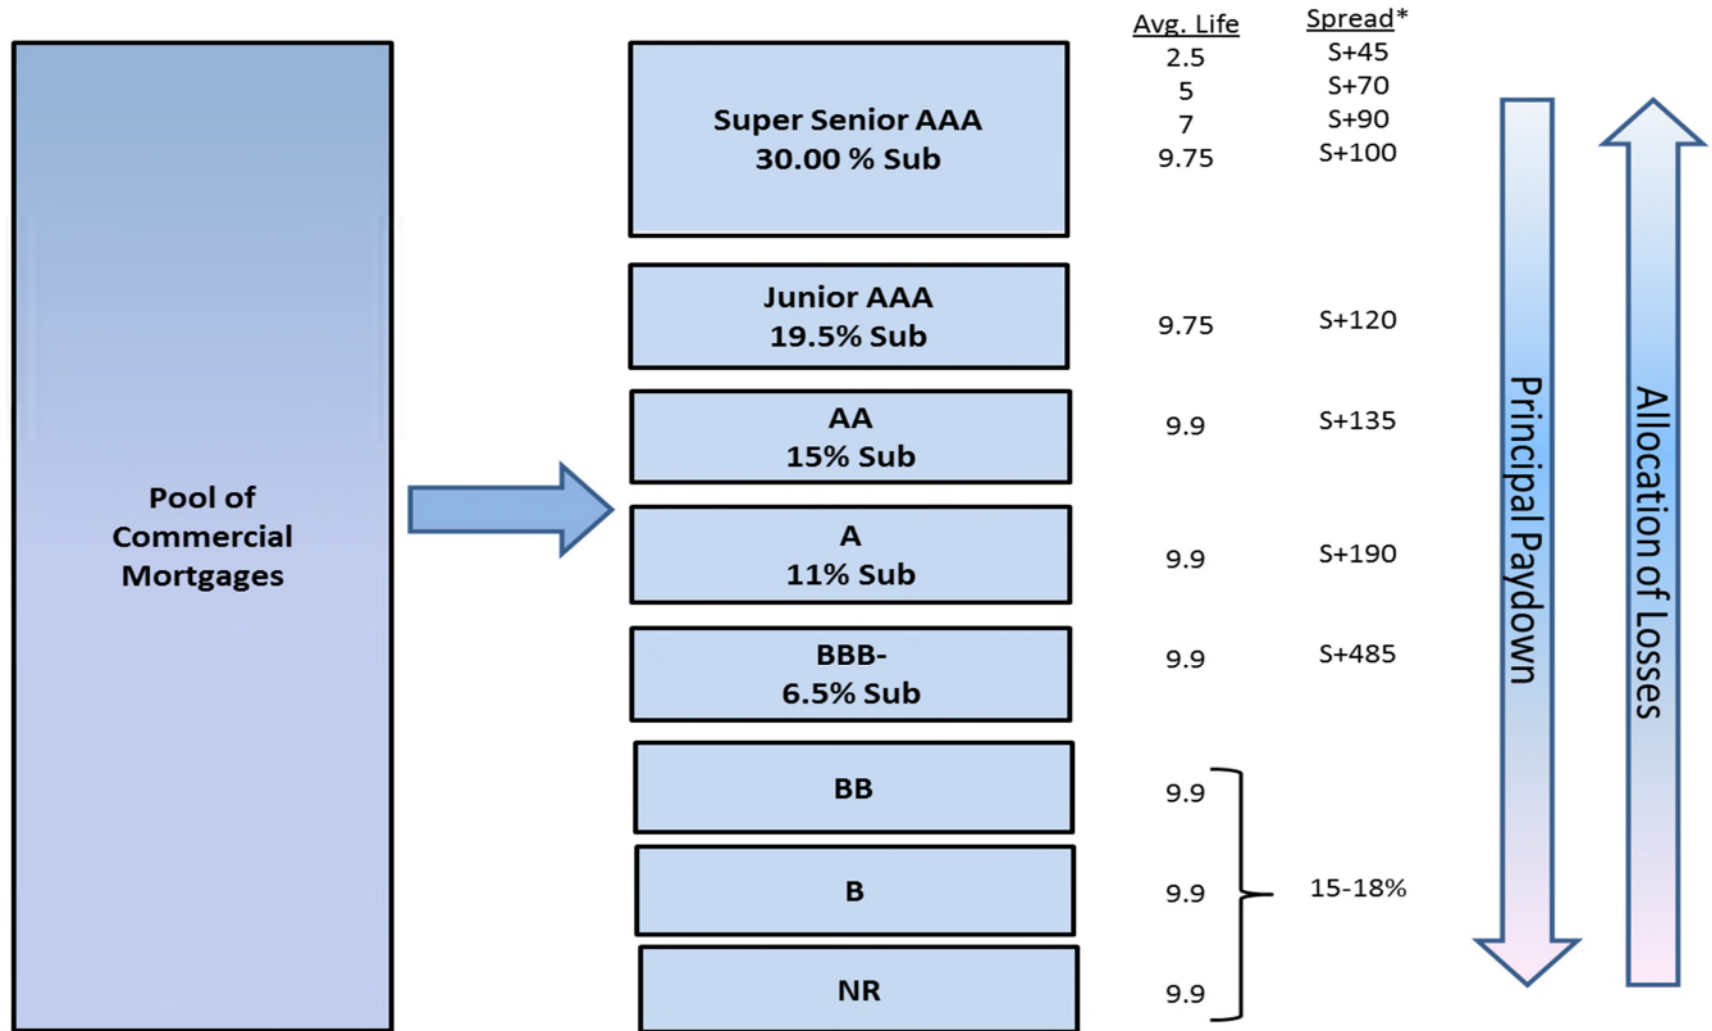 Avg. Life Spread*
2.5 S+45
5 S+70
7 S+90
9.75 S+100
Super Senior AAA
30.00 % Sub
Junior AAA
19.5% Sub
9.75 S+120
AA
15% Sub
9.9 S+135
A
11% Sub
9.9 S+190
BBB-
6.5% Sub
9.9 S+485
BB
9.9
B
9.9 15-18%
NR
9.9
Pool of
Commercial
Mortgages
Principal Paydown
Allocation of Losses